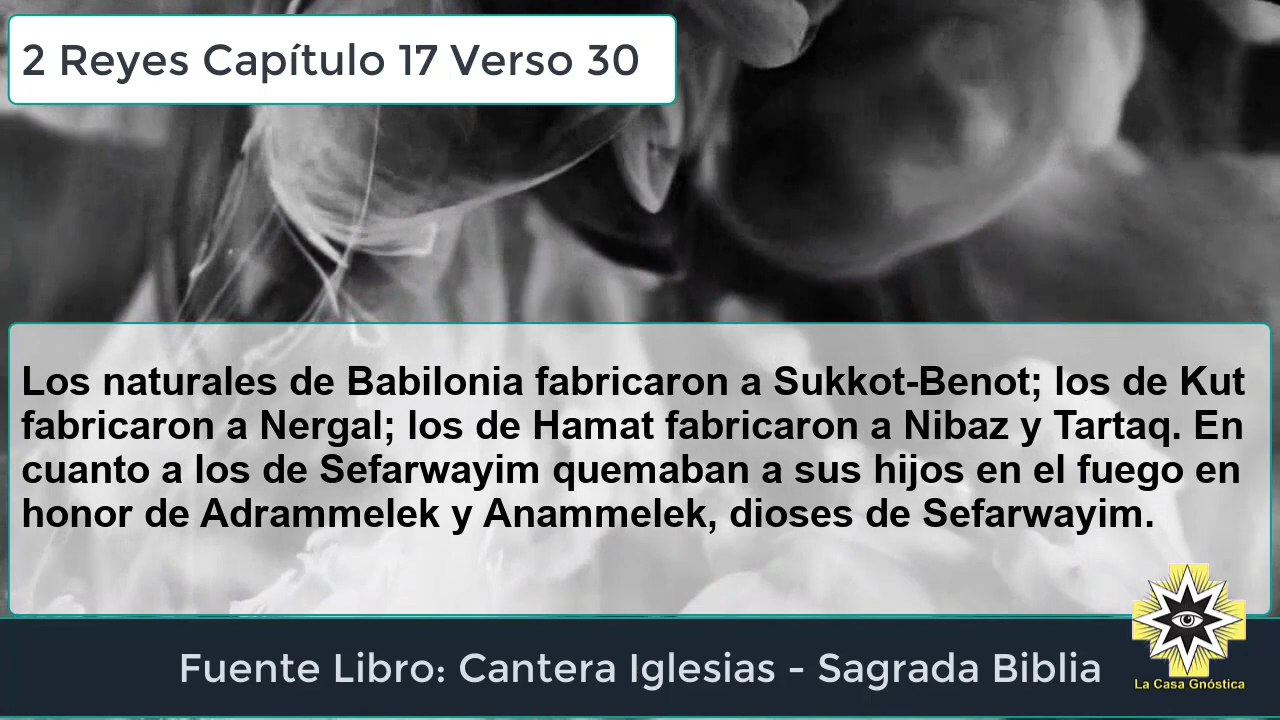 2 Reyes Capítulo 17 Verso 30
Los naturales de Babilonia fabricaron a Sukkot-Benot; los de Kut
fabricaron a Nergal; los de Hamat fabricaron a Nibaz y Tartaq. En
cuanto a los de Sefarwayim quemaban a sus hijos en el fuego en
honor de Adrammelek y Anammelek, dioses de Sefarwayim.
Fuente Libro: Cantera Iglesias - Sagrada Biblia
La Casa Gnóstica